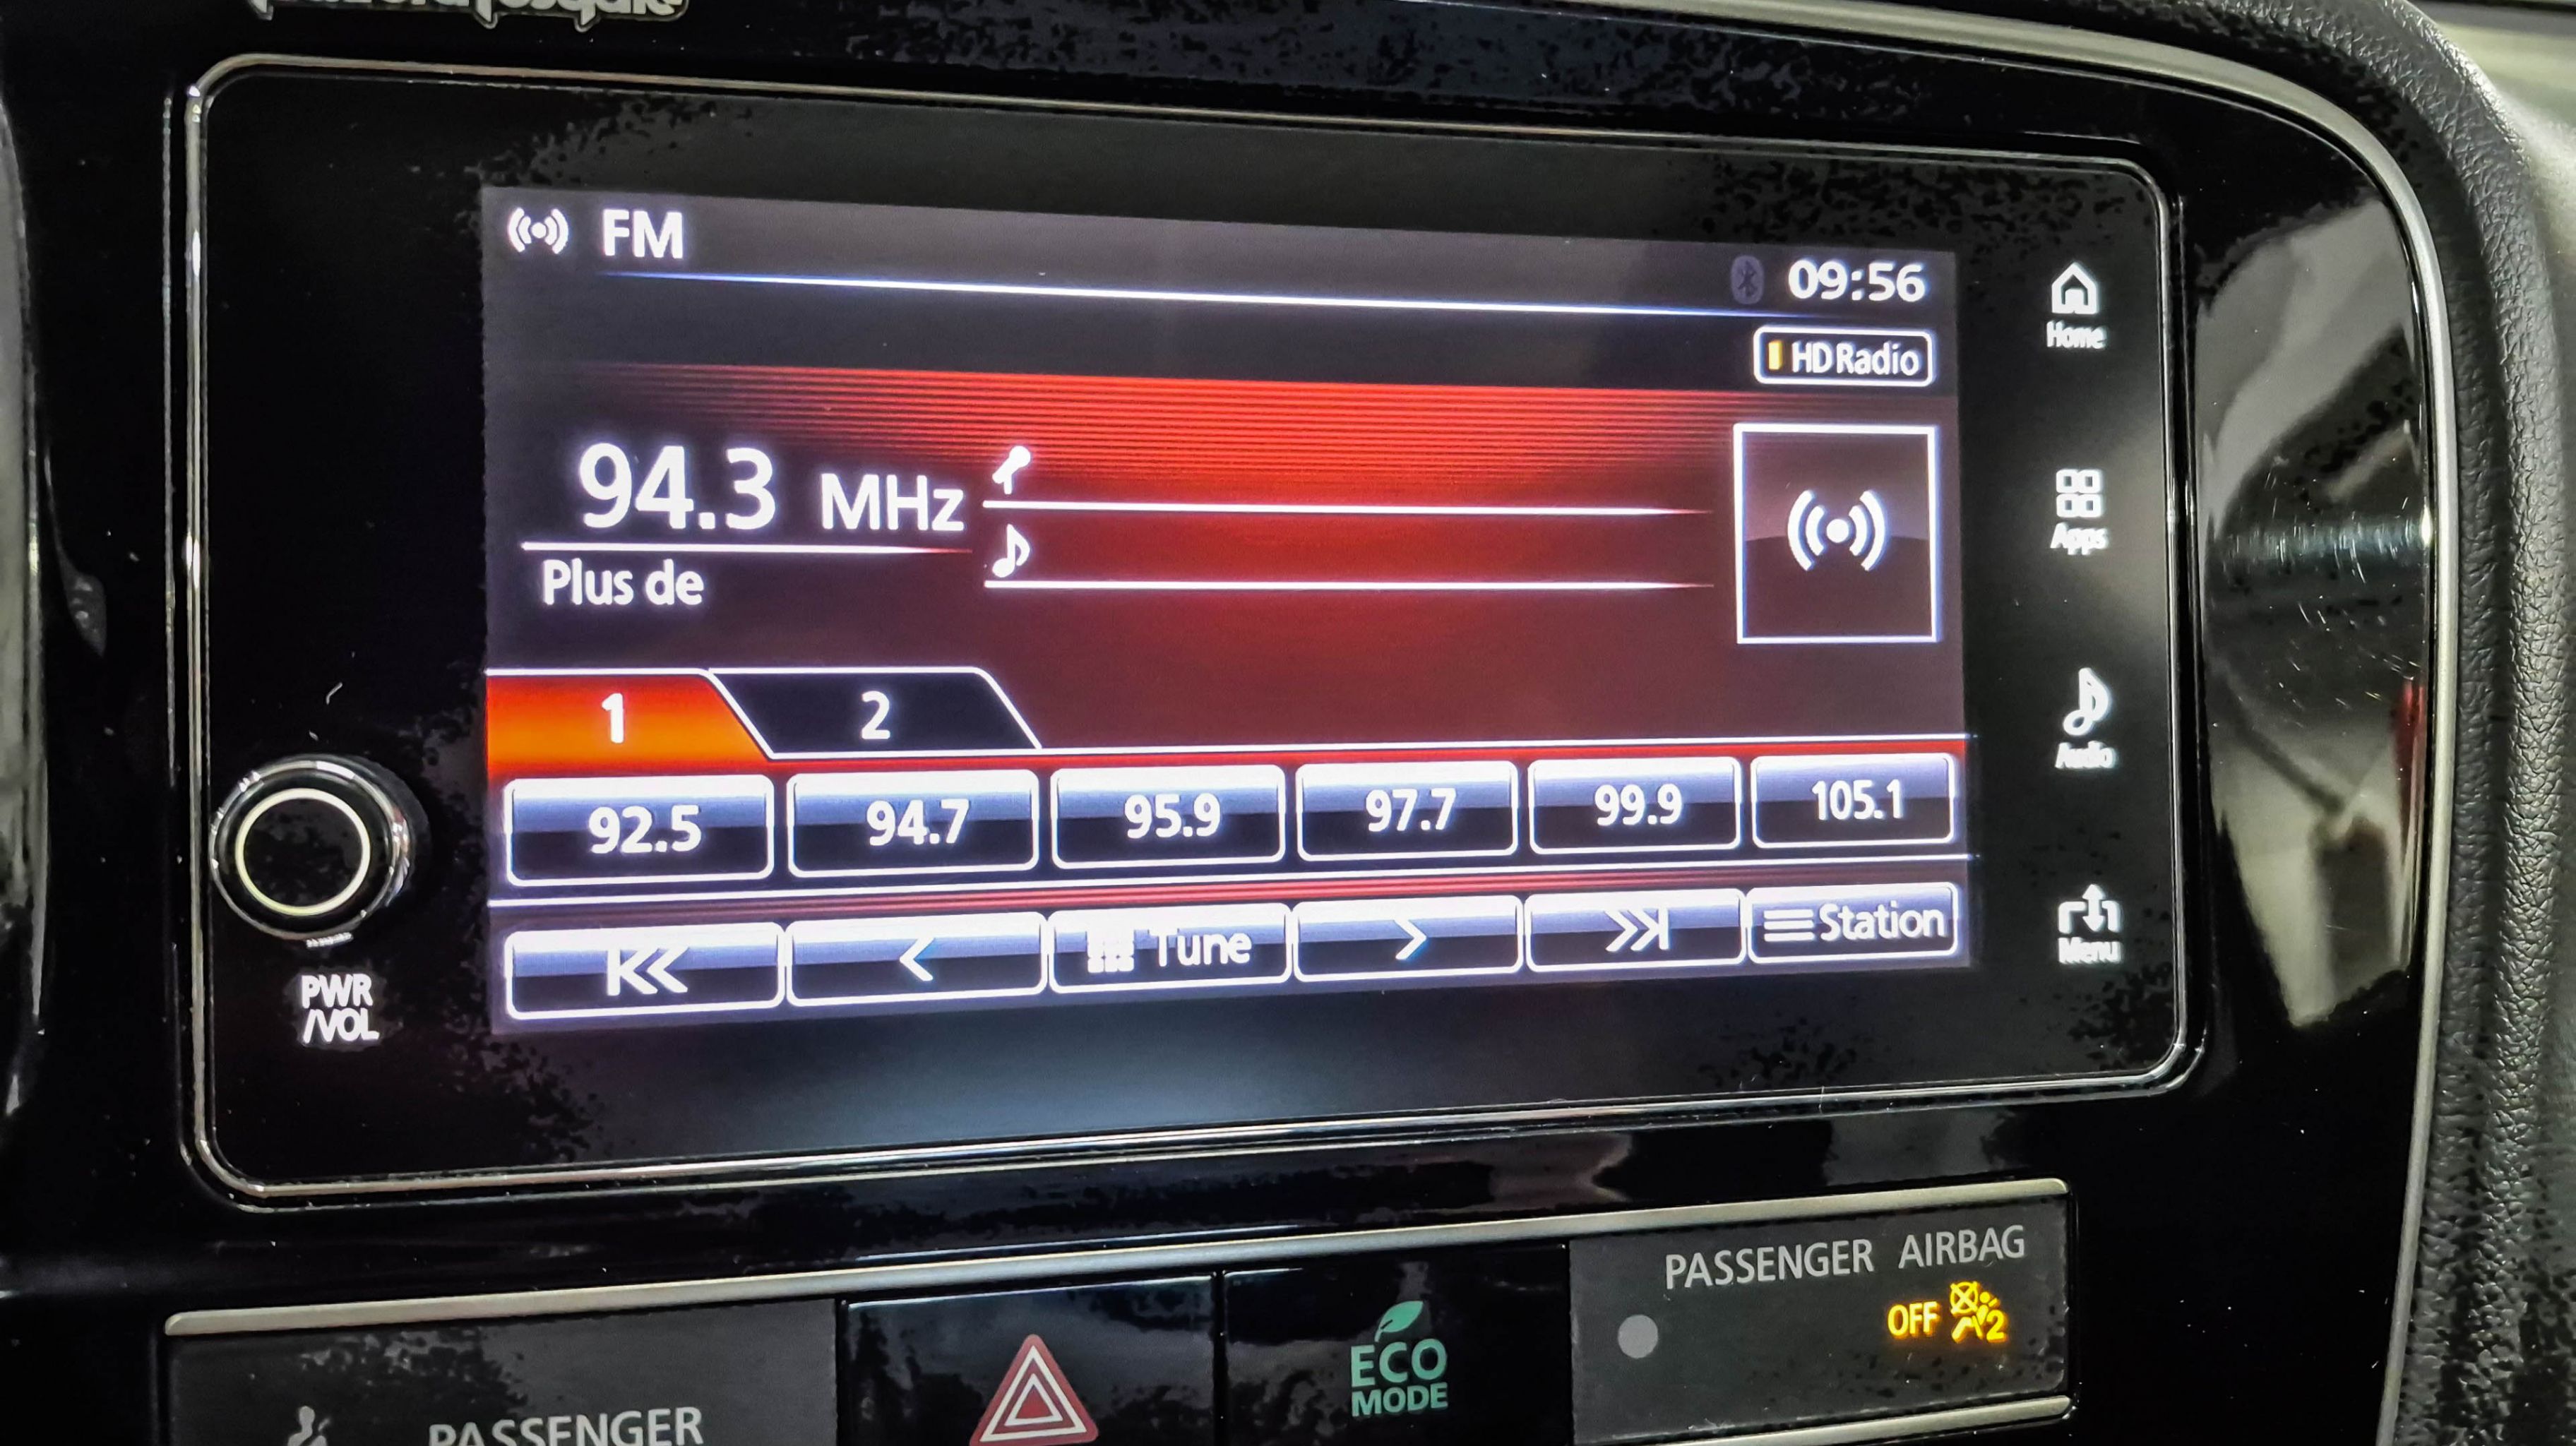 FM
09:56
HD Radio
94.3 MHz
Plus de
1 2
92.5 94.7 95.9 97.7 99.9 105.1
Tune Station
Home
Apps
Audio
Menu
PWR
/VOL
PASSENGER AIRBAG
OFF 2
ECO
MODE
PASSENGER